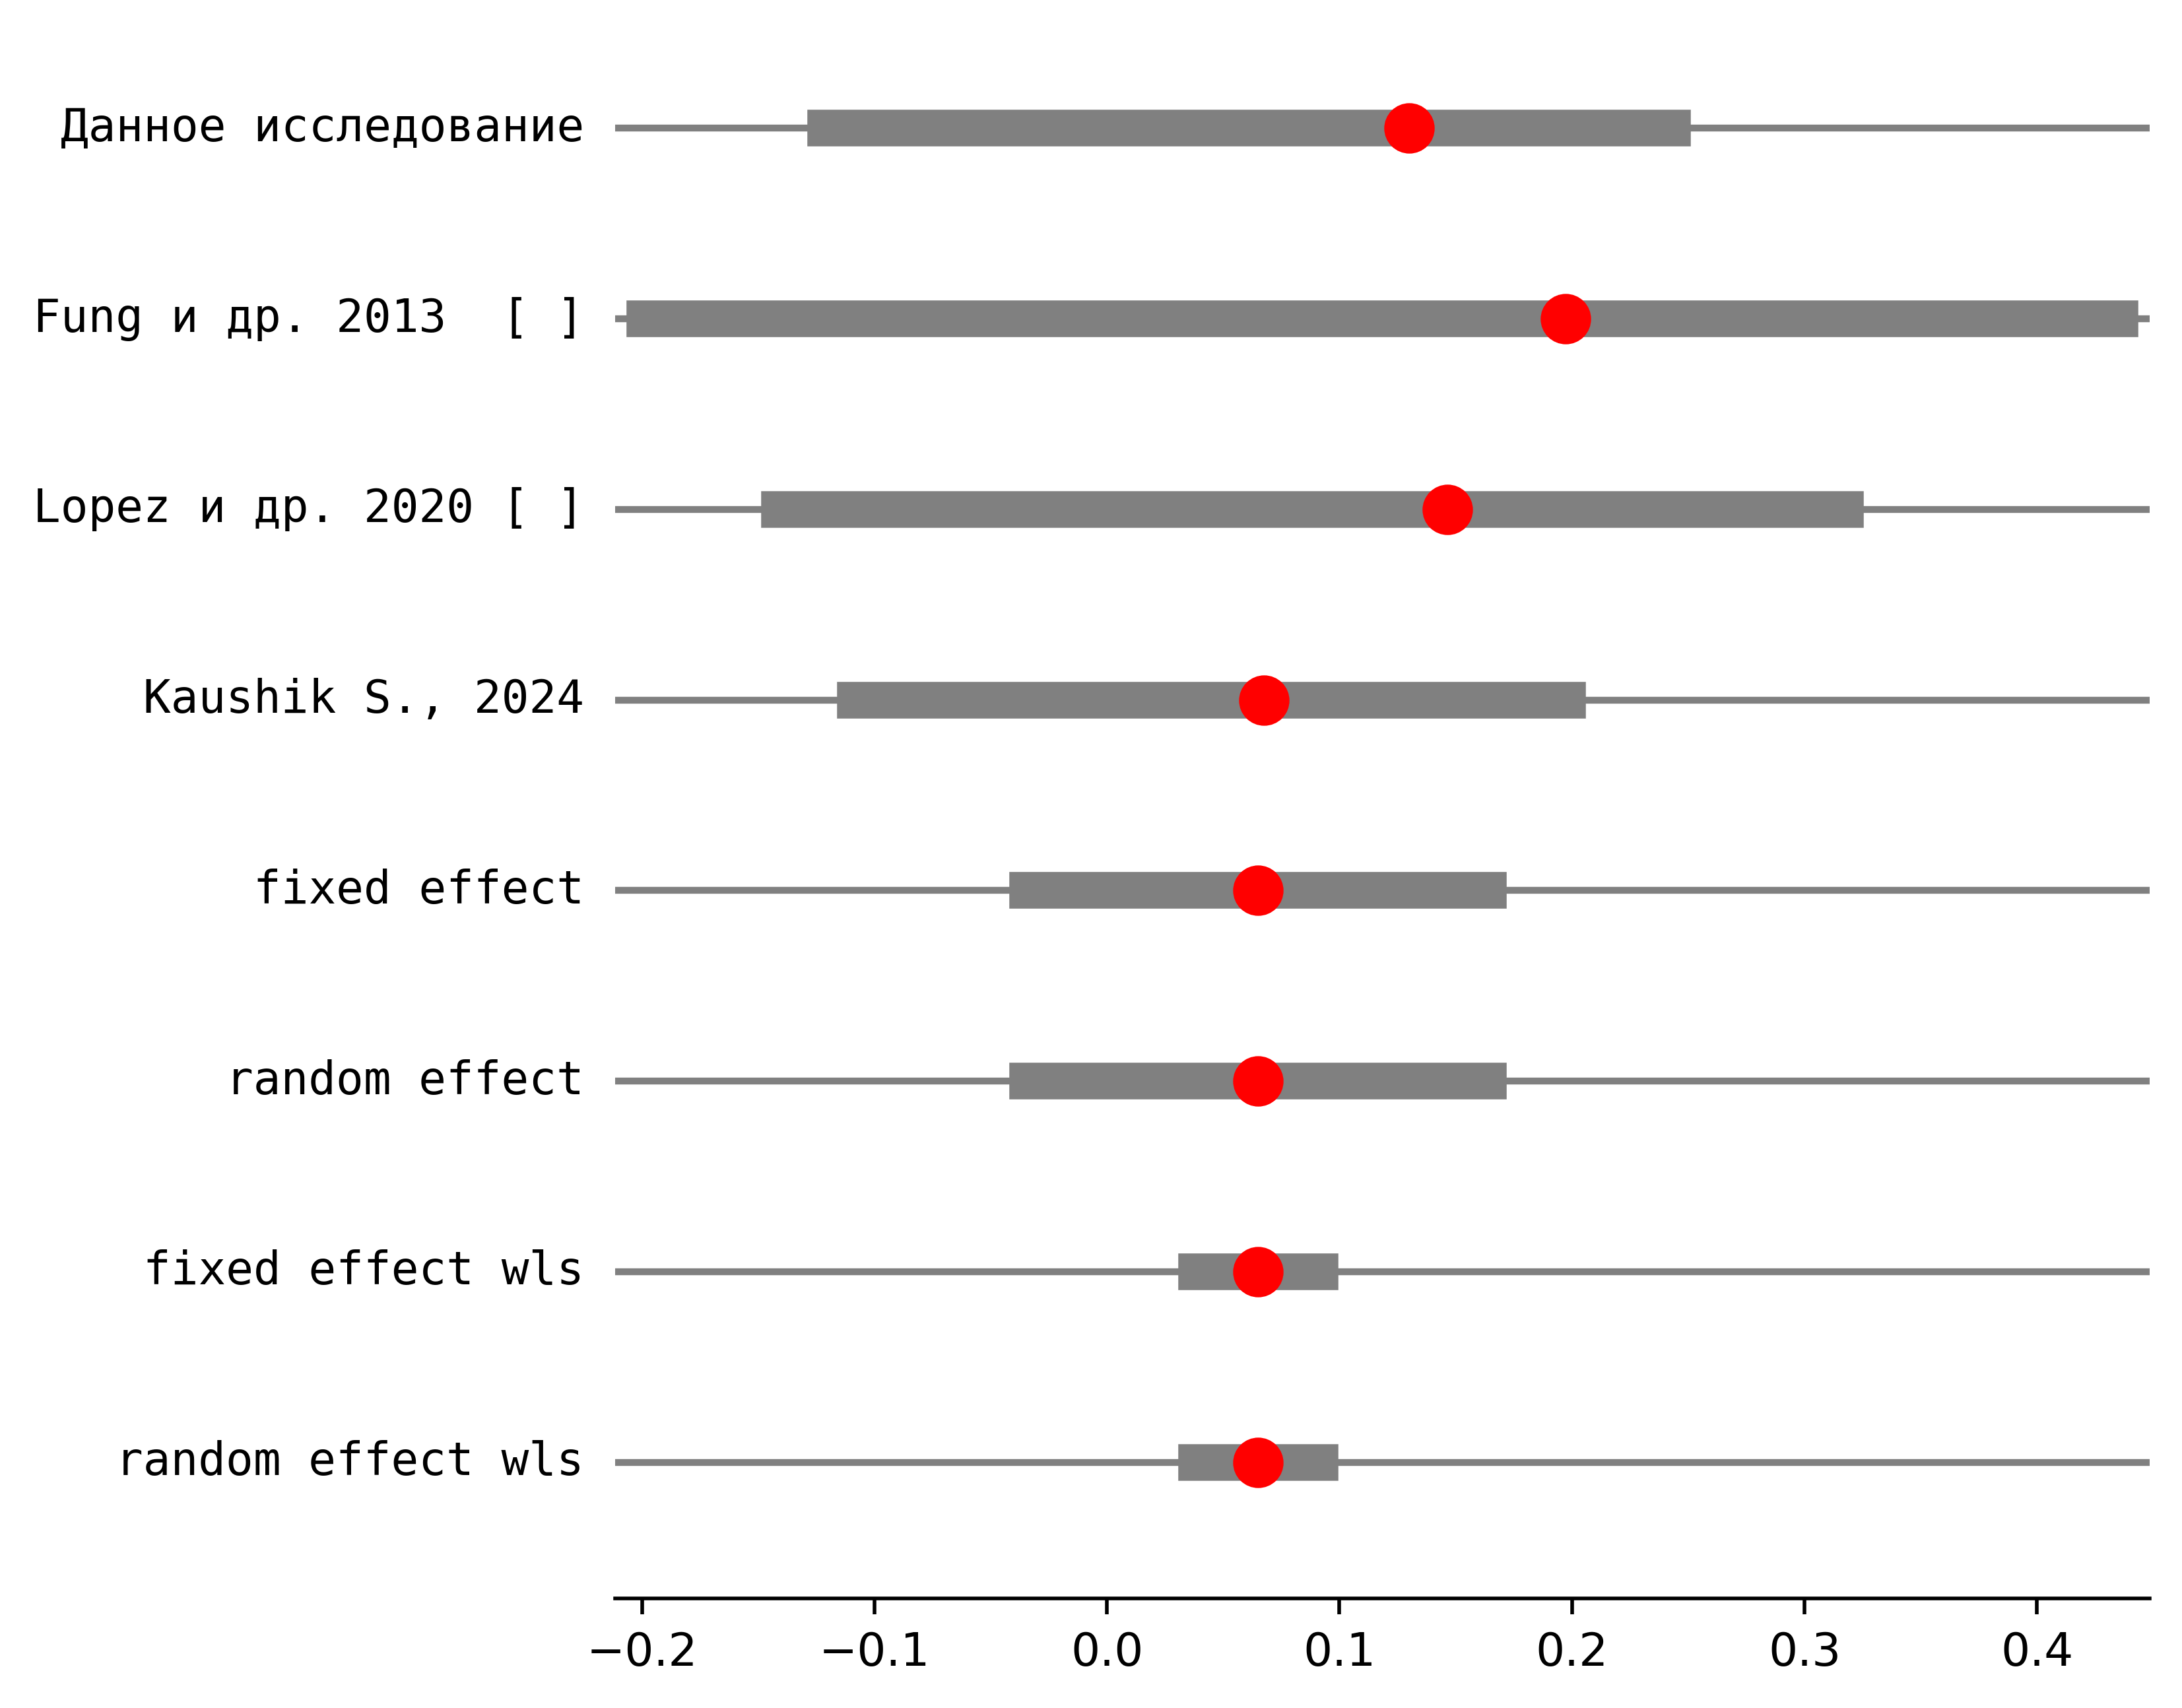 Данное исследование
Fung и др. 2013  [ ]
Lopez и др. 2020 [ ]
Kaushik S., 2024
fixed effect
random effect
fixed effect wls
random effect wls
−0.2 −0.1 0.0 0.1 0.2 0.3 0.4